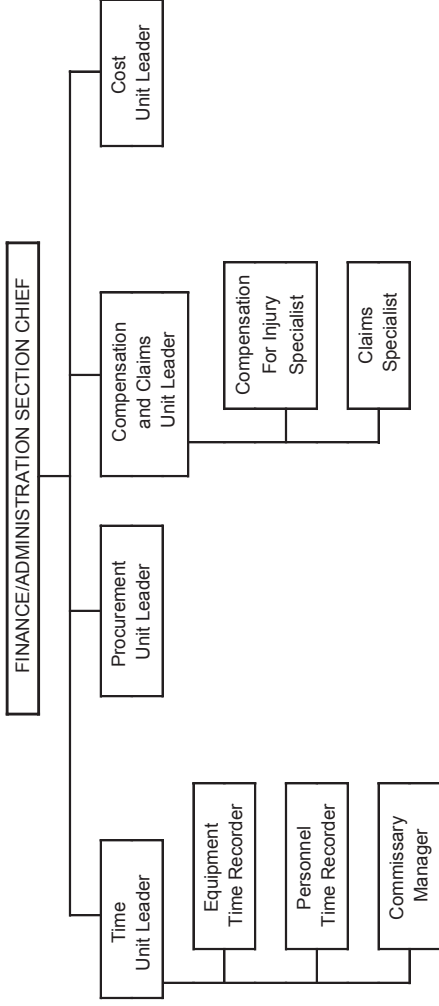 FINANCE/ADMINISTRATION SECTION CHIEF
Time
Unit Leader
Procurement
Unit Leader
Compensation
and Claims
Unit Leader
Cost
Unit Leader
Equipment
Time Recorder
Personnel
Time Recorder
Commissary
Manager
Compensation
For Injury
Specialist
Claims
Specialist